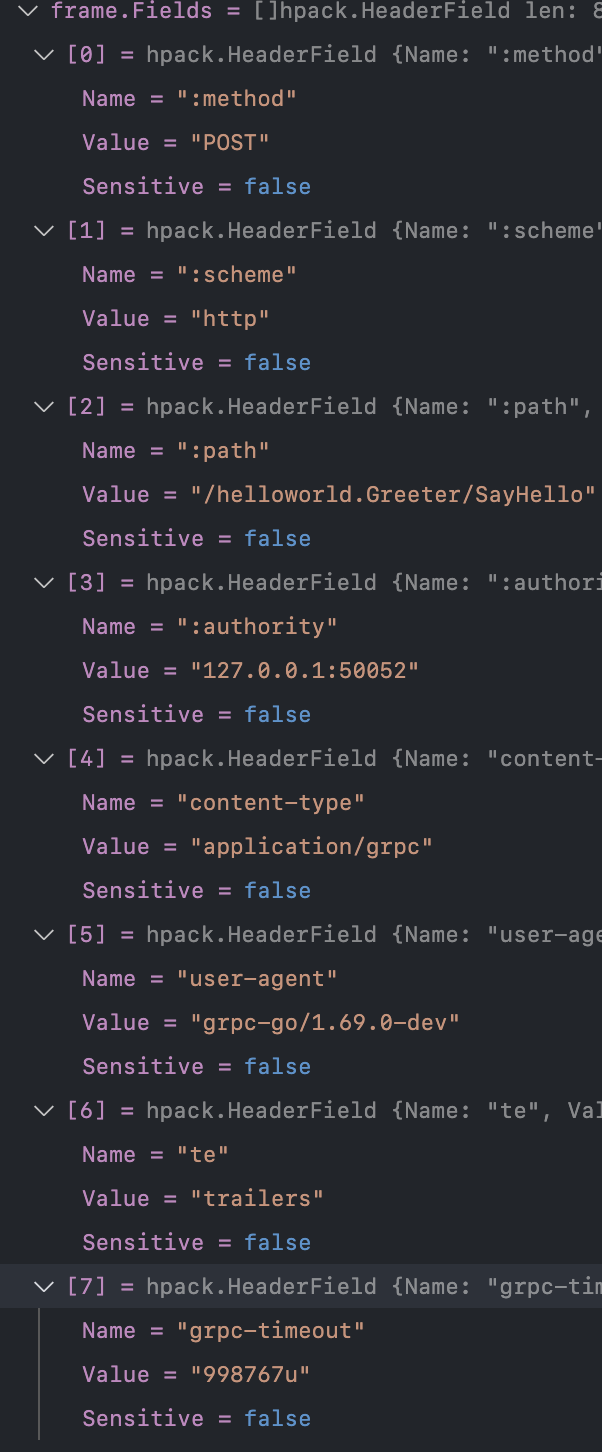 frame.Fields = []hpack.HeaderField len: 8
[0] = hpack.HeaderField {Name: ":method"
Name = ":method"
Value = "POST"
Sensitive = false
[1] = hpack.HeaderField {Name: ":scheme"
Name = ":scheme"
Value = "http"
Sensitive = false
[2] = hpack.HeaderField {Name: ":path",
Name = ":path"
Value = "/helloworld.Greeter/SayHello"
Sensitive = false
[3] = hpack.HeaderField {Name: ":authori
Name = ":authority"
Value = "127.0.0.1:50052"
Sensitive = false
[4] = hpack.HeaderField {Name: "content-
Name = "content-type"
Value = "application/grpc"
Sensitive = false
[5] = hpack.HeaderField {Name: "user-age
Name = "user-agent"
Value = "grpc-go/1.69.0-dev"
Sensitive = false
[6] = hpack.HeaderField {Name: "te", Val
Name = "te"
Value = "trailers"
Sensitive = false
[7] = hpack.HeaderField {Name: "grpc-tim
Name = "grpc-timeout"
Value = "998767u"
Sensitive = false